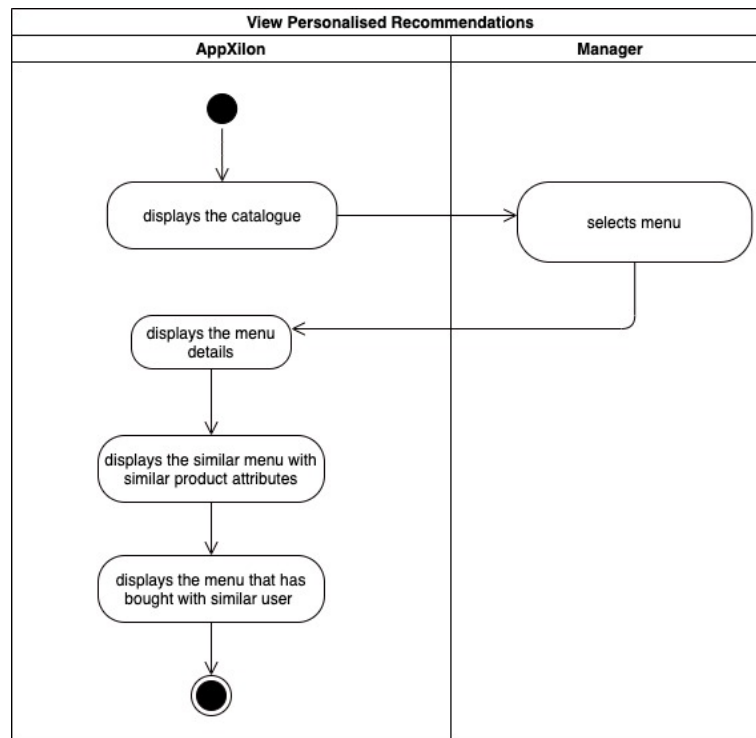 View Personalised Recommendations
AppXilon
Manager
displays the catalogue
selects menu
displays the menu
details
displays the similar menu with
similar product attributes
displays the menu that has
bought with similar user